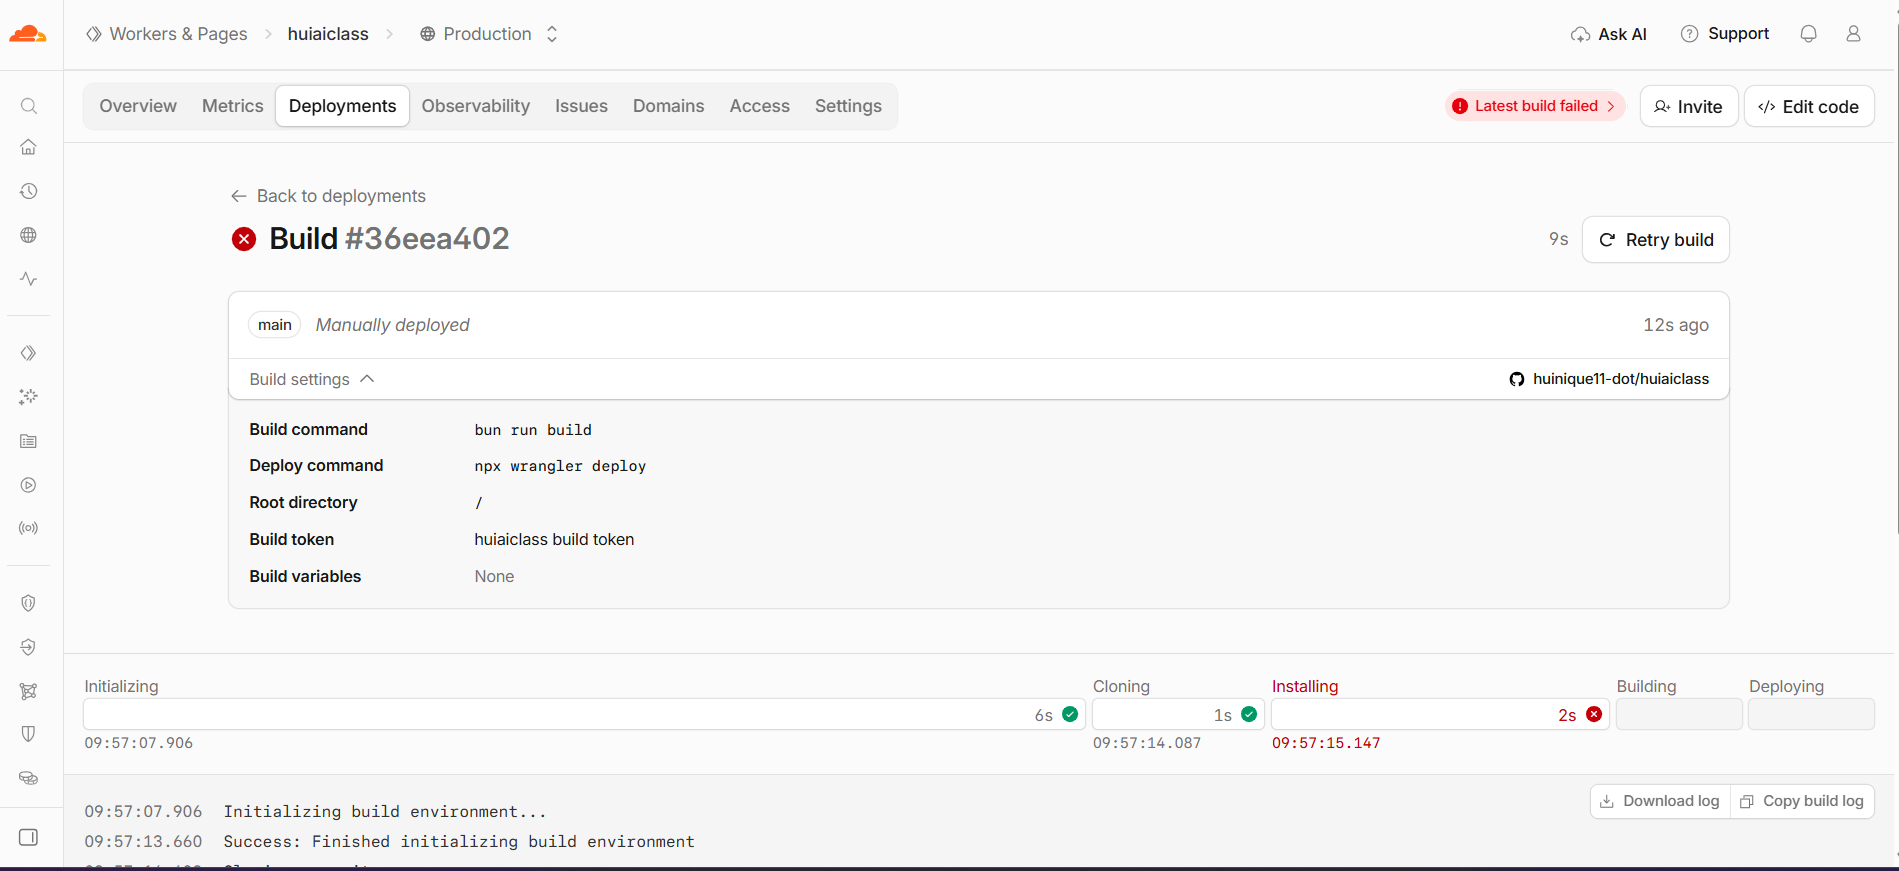 Workers & Pages
huiaiclass
Production
Ask AI
Support
Overview
Metrics
Deployments
Observability
Issues
Domains
Access
Settings
Latest build failed
Invite
Edit code
Back to deployments
Build #36eea402
9s
Retry build
main
Manually deployed
12s ago
Build settings
huinique11-dot/huiaiclass
Build command
bun run build
Deploy command
npx wrangler deploy
Root directory
/
Build token
huiaiclass build token
Build variables
None
Initializing
6s
09:57:07.906
Cloning
1s
09:57:14.087
Installing
2s
09:57:15.147
Building
Deploying
Download log
Copy build log
09:57:07.906 Initializing build environment...
09:57:13.660 Success: Finished initializing build environment